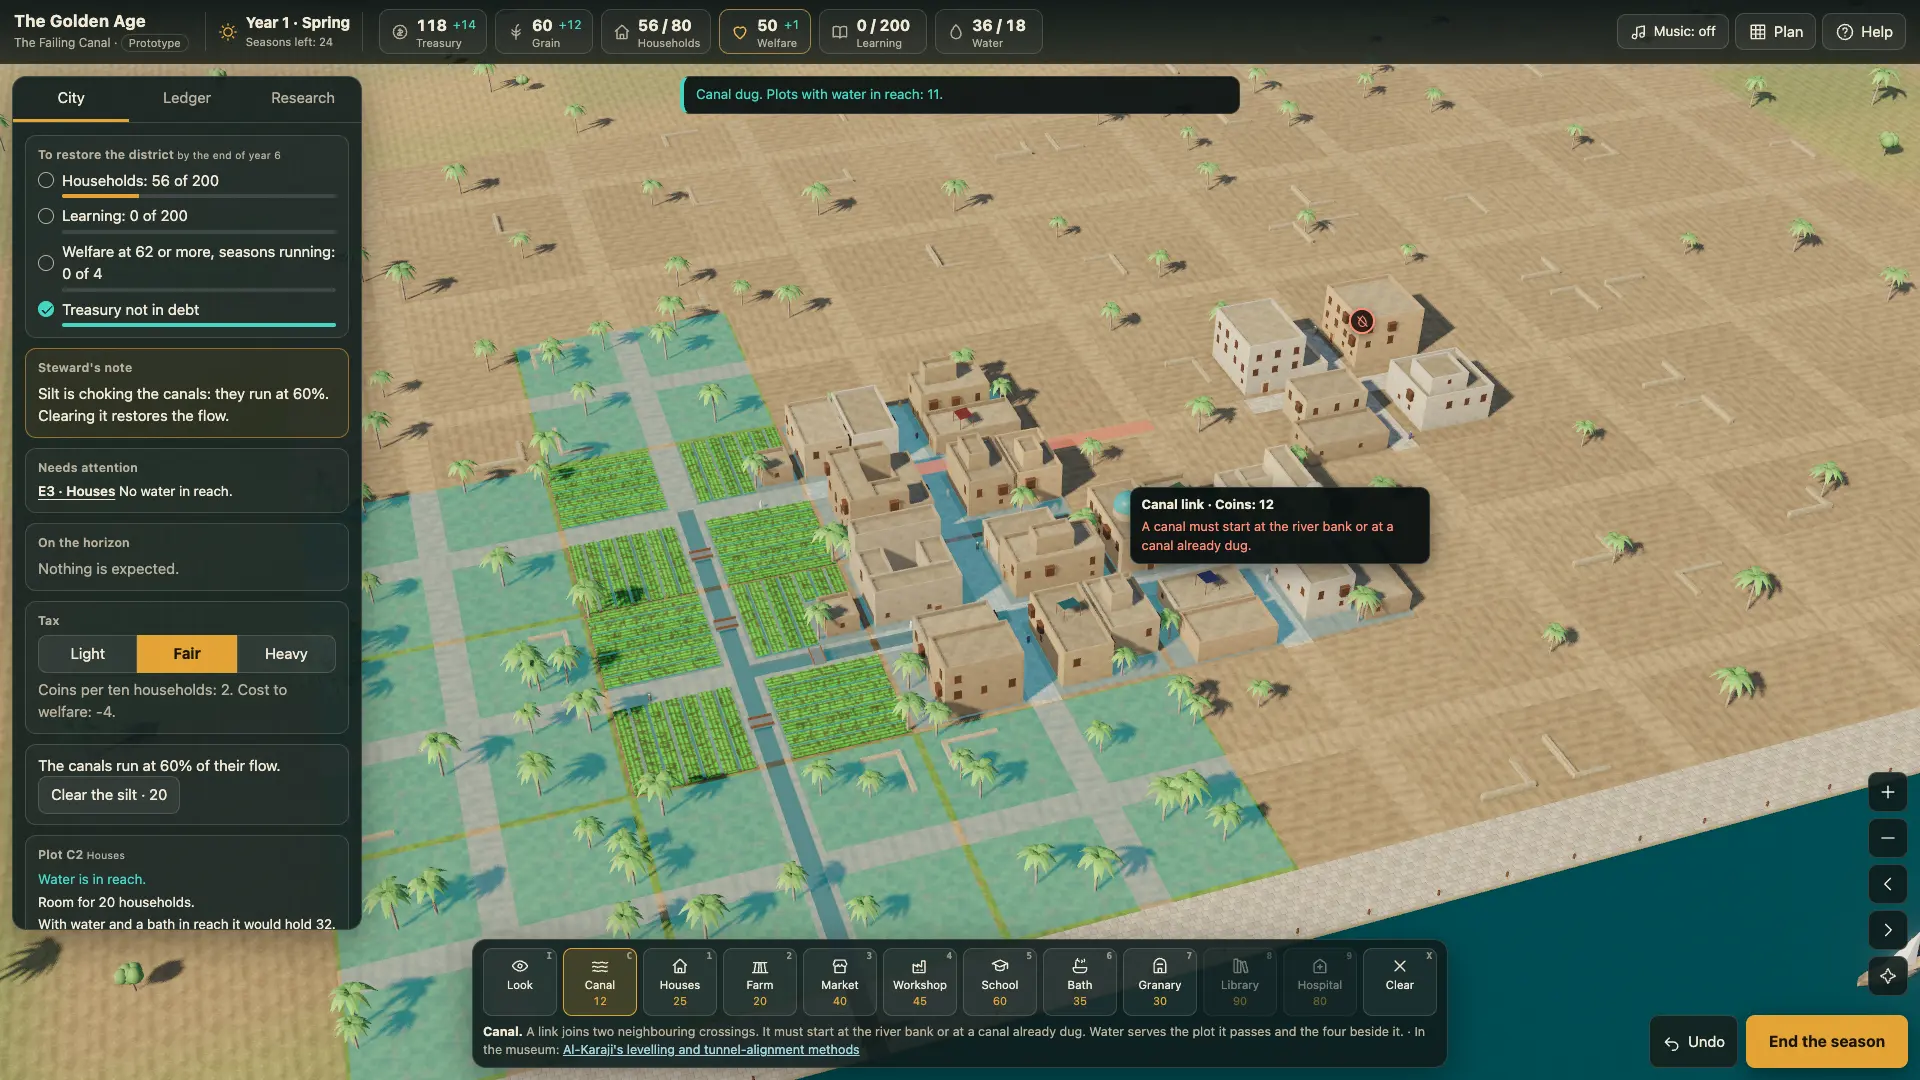 The Golden Age
The Failing Canal · Prototype
Year 1 · Spring
Seasons left: 24
118 +14
Treasury
60 +12
Grain
56 / 80
Households
50 +1
Welfare
0 / 200
Learning
36 / 18
Water
Music: off
Plan
Help
City
Ledger
Research
Canal dug. Plots with water in reach: 11.
To restore the district by the end of year 6
Households: 56 of 200
Learning: 0 of 200
Welfare at 62 or more, seasons running:
0 of 4
Treasury not in debt
Steward's note
Silt is choking the canals: they run at 60%.
Clearing it restores the flow.
Needs attention
E3 · Houses No water in reach.
On the horizon
Nothing is expected.
Tax
Light
Fair
Heavy
Coins per ten households: 2. Cost to
welfare: -4.
The canals run at 60% of their flow.
Clear the silt · 20
Plot C2 Houses
Water is in reach.
Room for 20 households.
With water and a bath in reach it would hold 32.
Canal link · Coins: 12
A canal must start at the river bank or at a
canal already dug.
I
Look
C
Canal
12
1
Houses
25
2
Farm
20
3
Market
40
4
Workshop
45
5
School
60
6
Bath
35
7
Granary
30
8
Library
90
9
Hospital
80
X
Clear
Canal. A link joins two neighbouring crossings. It must start at the river bank or at a canal already dug. Water serves the plot it passes and the four beside it. · In
the museum: Al-Karaji's levelling and tunnel-alignment methods
Undo
End the season